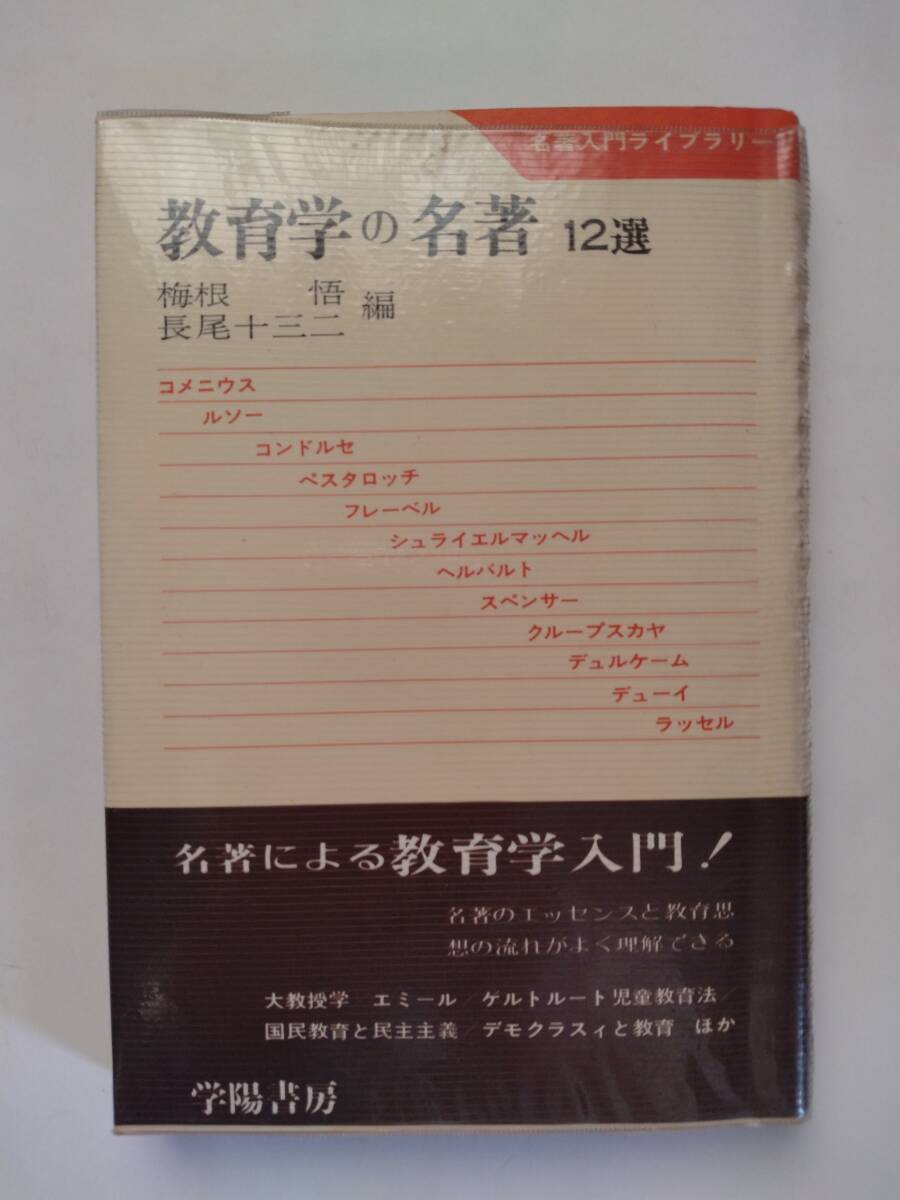 名著入門ライブラリー
教育学の名著 12選
梅根 悟
長尾十三二 編
コメニウス
ルソー
コンドルセ
ペスタロッチ
フレーベル
シュライエルマッヘル
ヘルバルト
スペンサー
クループスカヤ
デュルケーム
デューイ
ラッセル
名著による教育学入門!
名著のエッセンスと教育思
想の流れがよく理解できる
大教授学 エミール/ゲルトルート児童教育法/
国民教育と民主主義/デモクラスィと教育 ほか
学陽書房